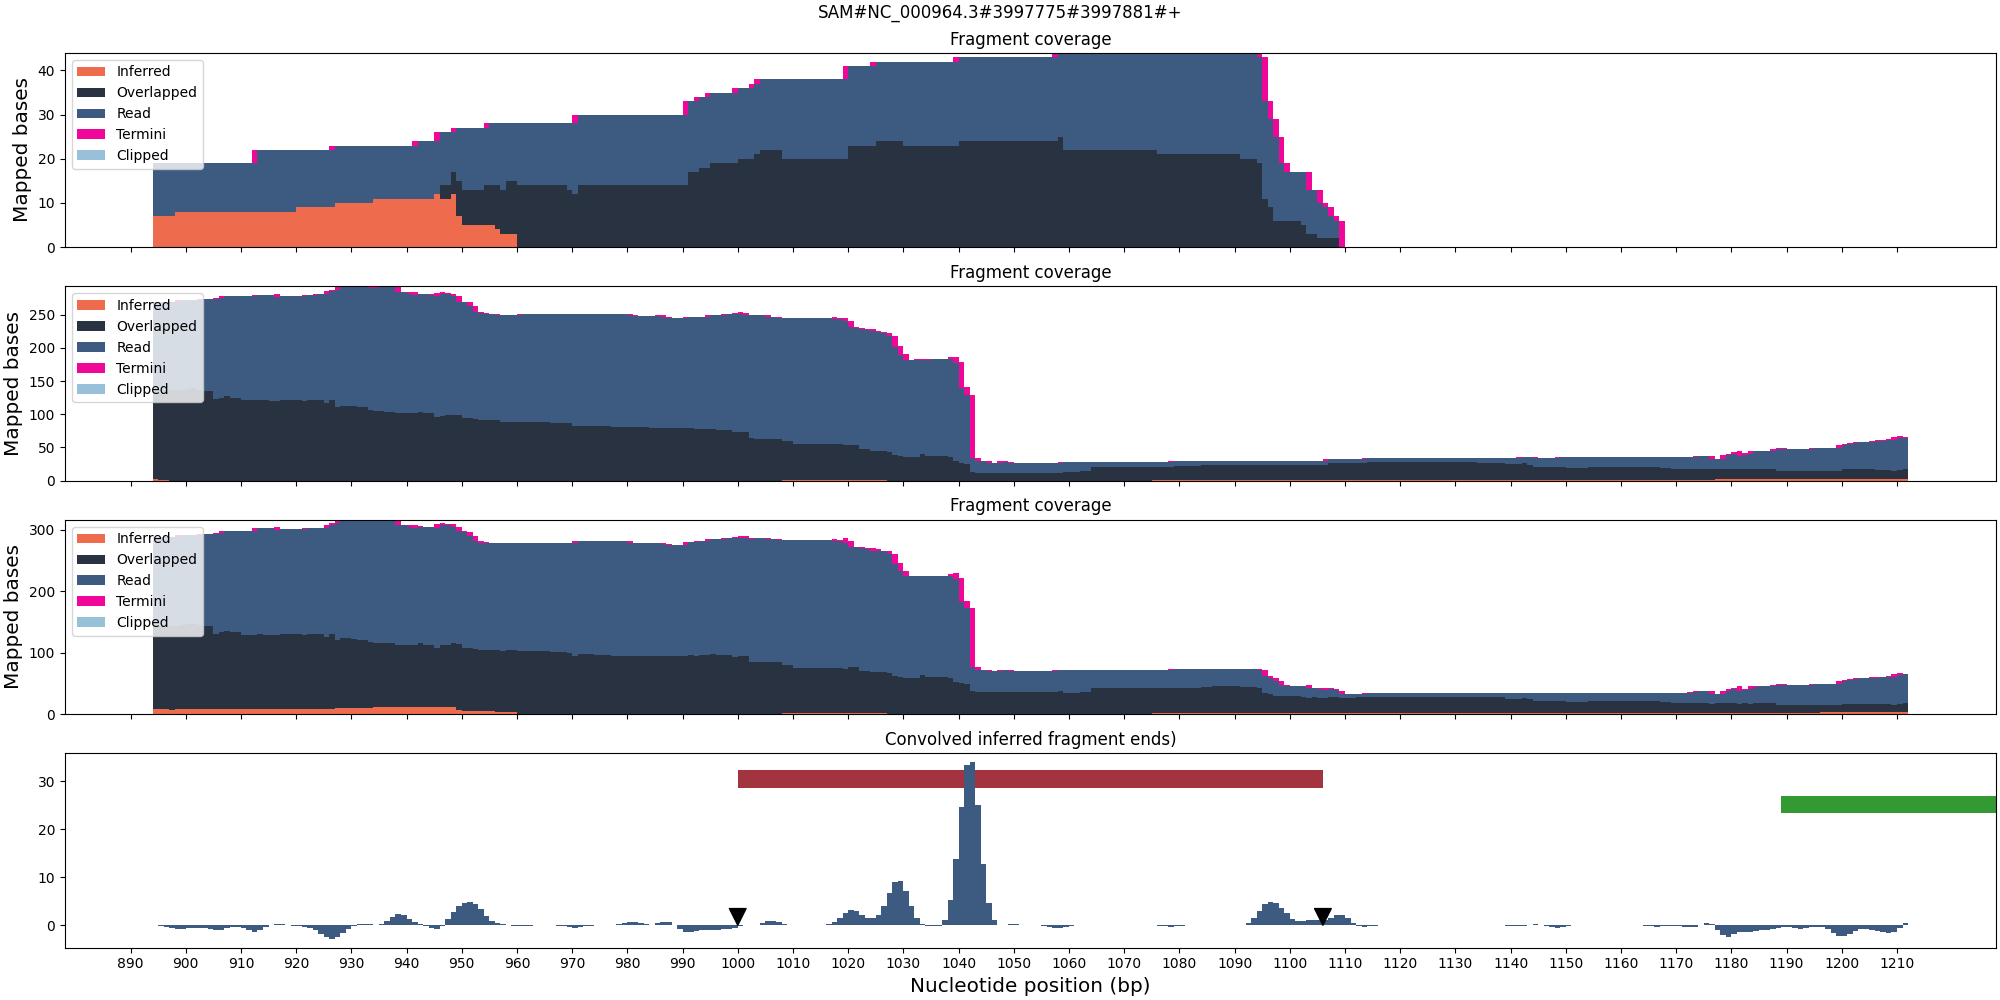 SAM#NC_000964.3#3997775#3997881#+
Fragment coverage
Mapped bases
40
30
20
10
0
Inferred
Overlapped
Read
Termini
Clipped
Fragment coverage
Mapped bases
250
200
150
100
50
0
Inferred
Overlapped
Read
Termini
Clipped
Fragment coverage
Mapped bases
300
200
100
0
Inferred
Overlapped
Read
Termini
Clipped
Convolved inferred fragment ends)
30
20
10
0
890 900 910 920 930 940 950 960 970 980 990 1000 1010 1020 1030 1040 1050 1060 1070 1080 1090 1100 1110 1120 1130 1140 1150 1160 1170 1180 1190 1200 1210
Nucleotide position (bp)